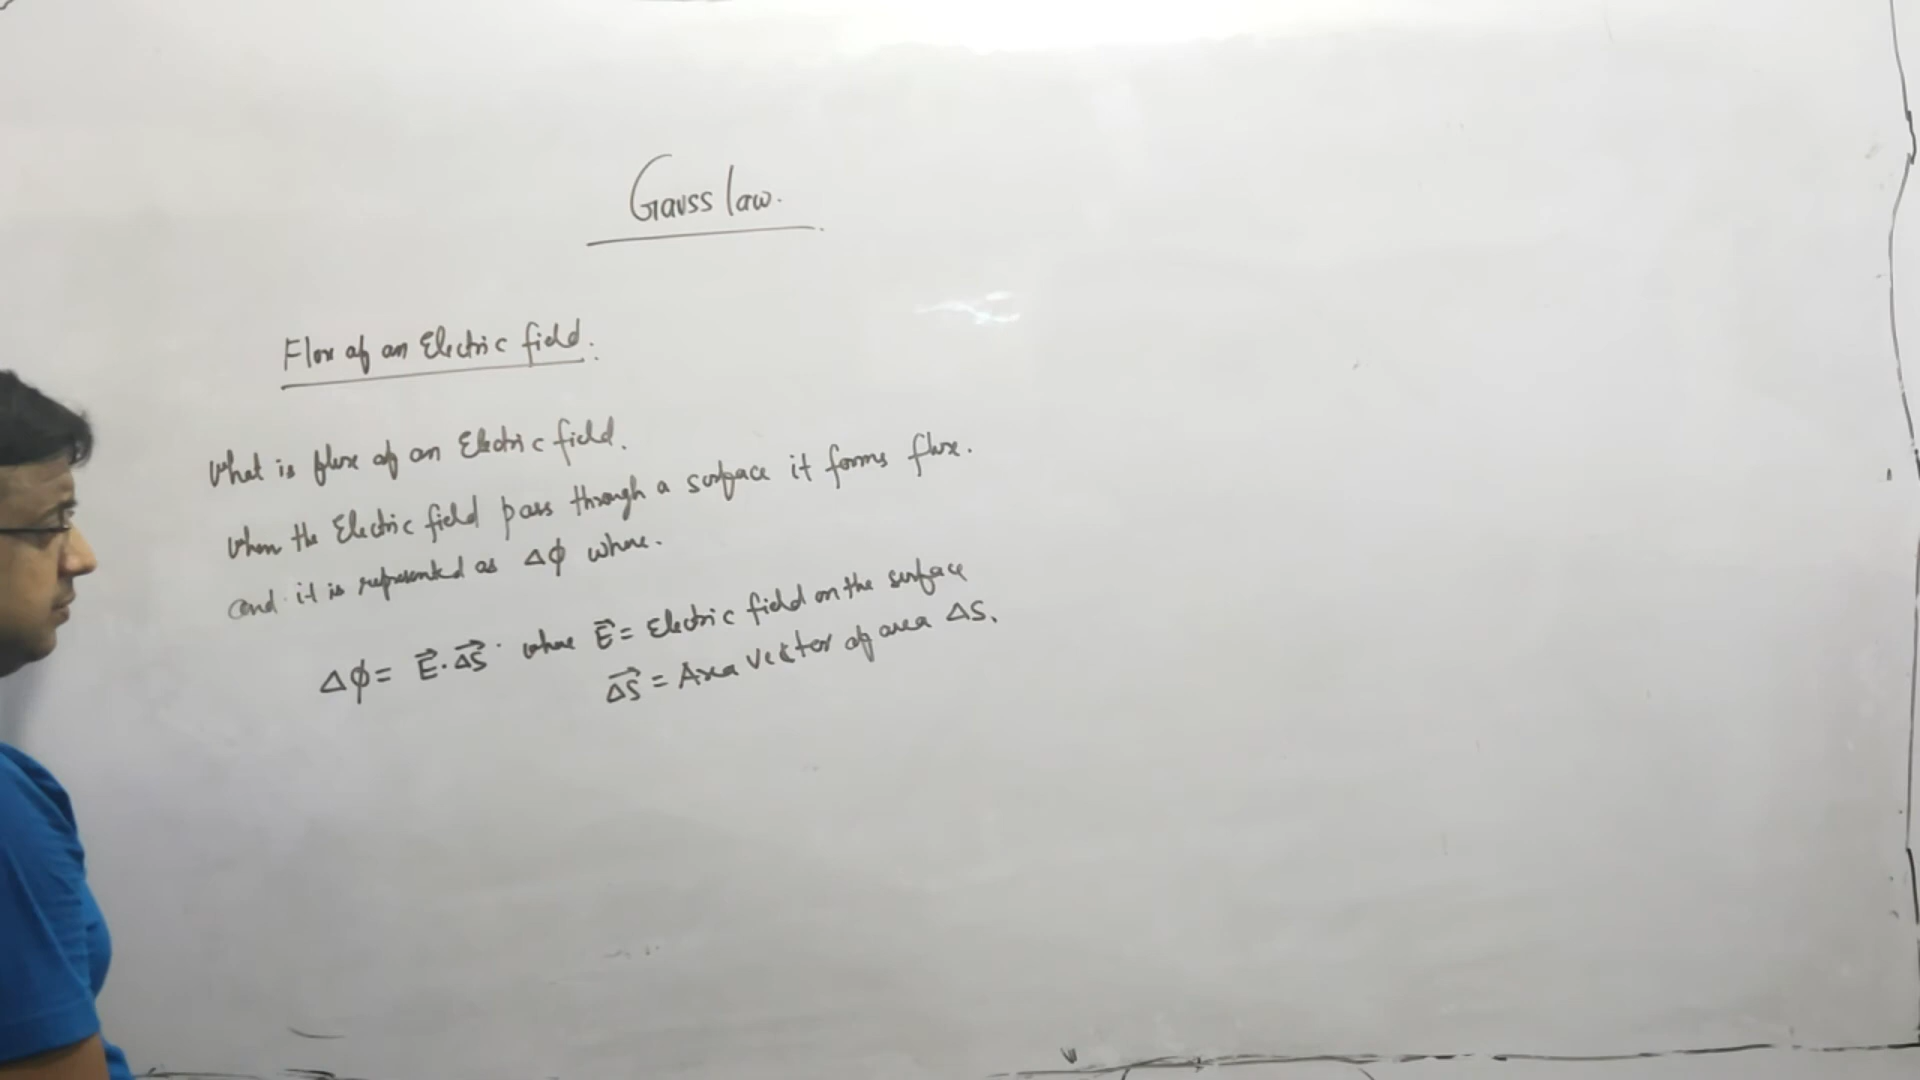 Gauss law.
Flux of an Electric field.
What is flux of an Electric field.
when the Electric field pass through a surface it forms flux.
and it is represented as Δϕ where.
Δϕ = E⃗·ΔS⃗ where E⃗ = Electric field on the surface
ΔS⃗ = Area vector of area ΔS.